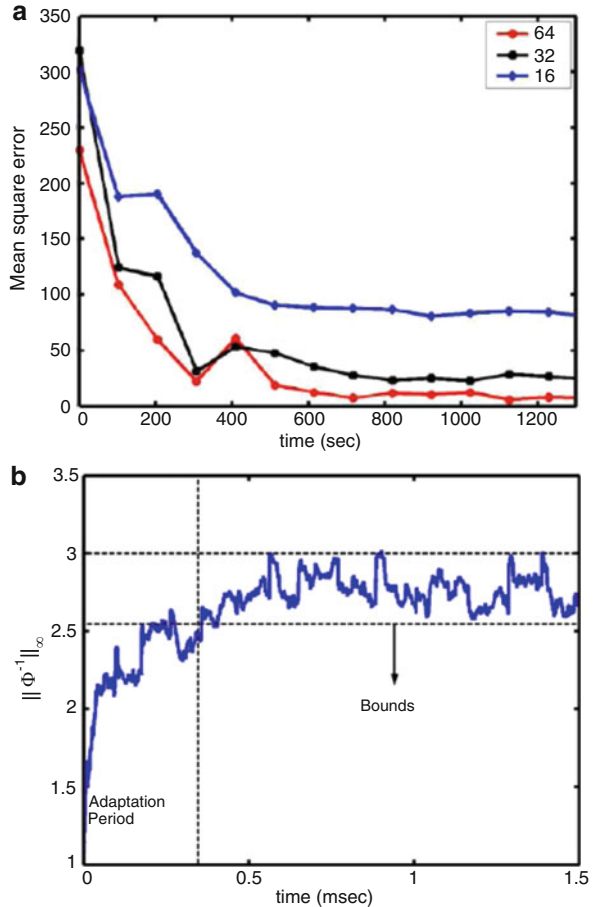 a
350
300
250
200
150
100
50
0
Mean square error
64
32
16
0 200 400 600 800 1000 1200
time (sec)
b
3.5
3
2.5
2
1.5
1
|| Φ⁻¹||∞
Bounds
Adaptation
Period
0 0.5 1 1.5
time (msec)